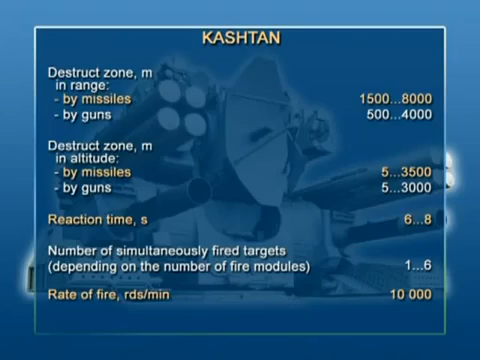 KASHTAN
Destruct zone, m
in range:
- by missiles 1500...8000
- by guns 500...4000
Destruct zone, m
in altitude:
- by missiles 5...3500
- by guns 5...3000
Reaction time, s 6...8
Number of simultaneously fired targets
(depending on the number of fire modules) 1...6
Rate of fire, rds/min 10 000